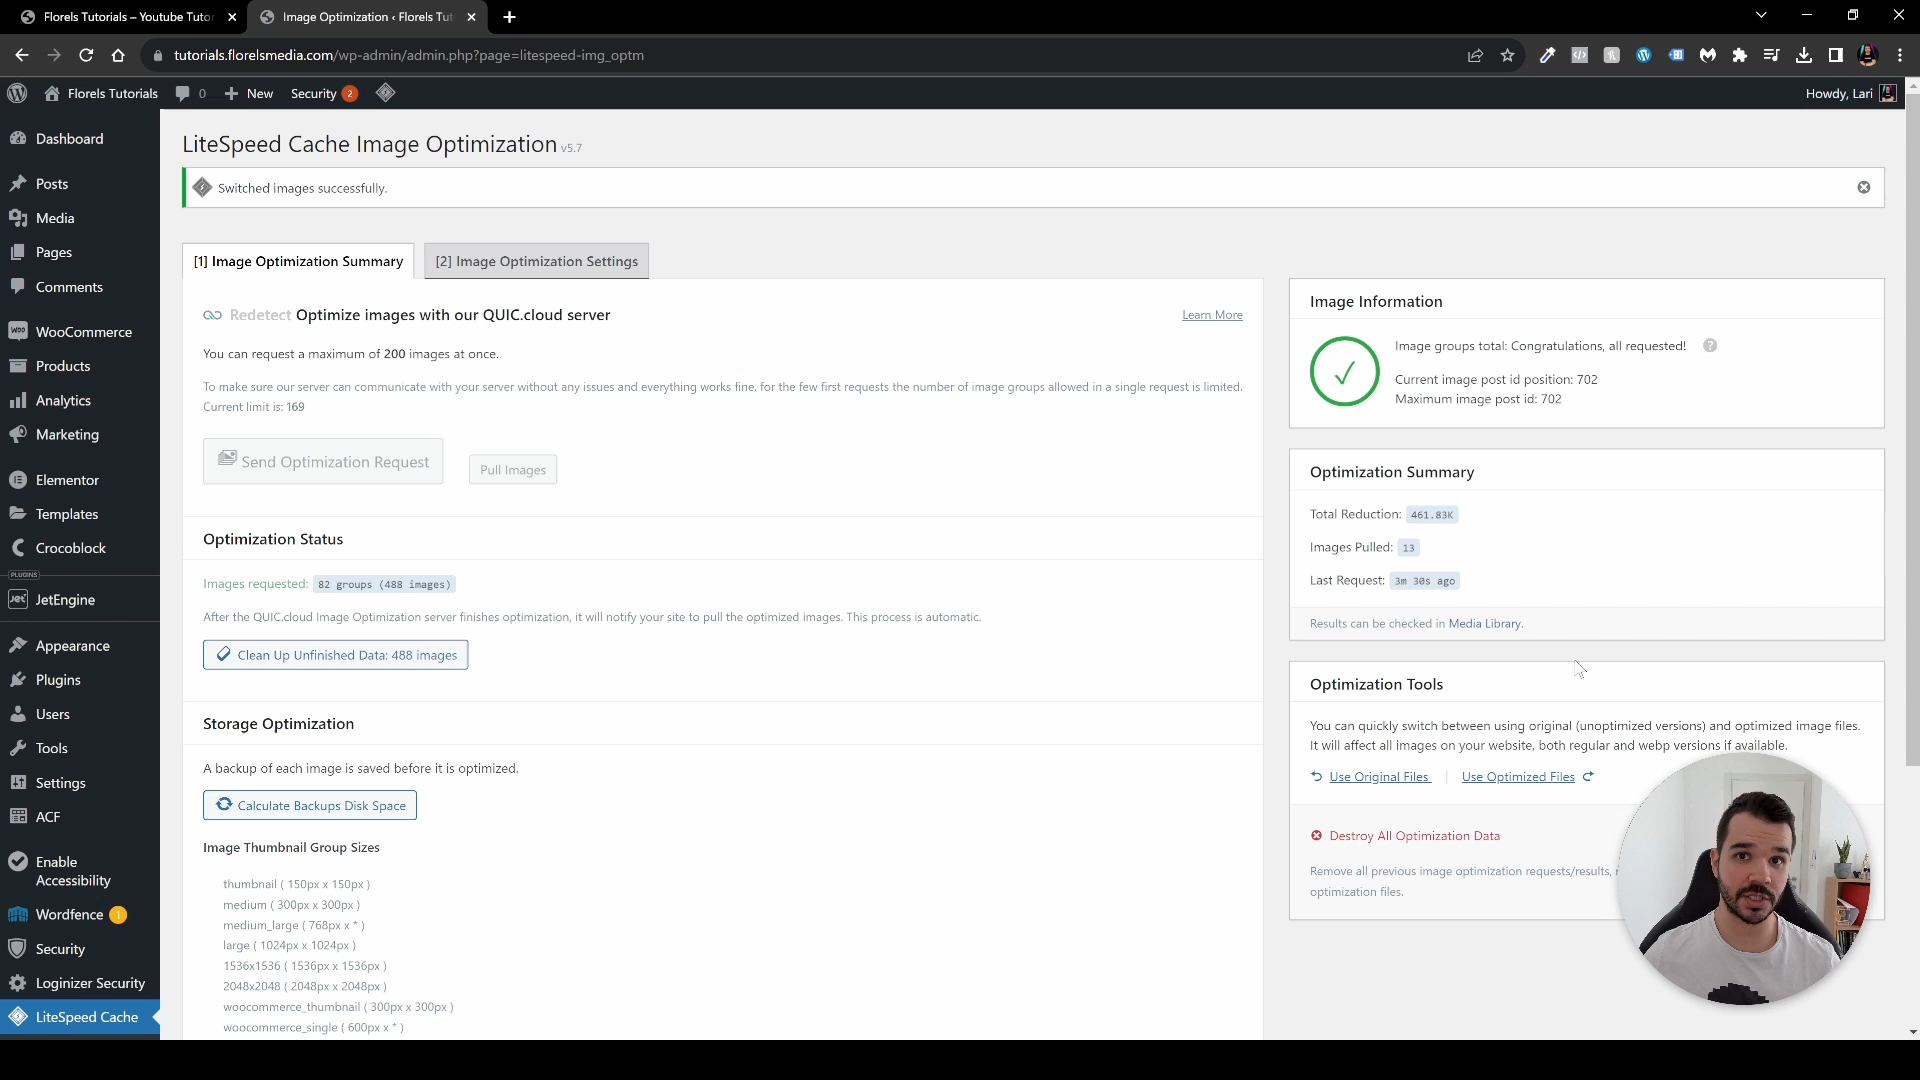 Florels Tutorials – Youtube Tutor
Image Optimization ‹ Florels Tut
tutorials.florelsmedia.com/wp-admin/admin.php?page=litespeed-img_optm
Florels Tutorials
0
New
Security 2
Howdy, Lari
Dashboard
Posts
Media
Pages
Comments
WooCommerce
Products
Analytics
Marketing
Elementor
Templates
Crocoblock
PLUGINS
JetEngine
Appearance
Plugins
Users
Tools
Settings
ACF
Enable
Accessibility
Wordfence 1
Security
Loginizer Security
LiteSpeed Cache
LiteSpeed Cache Image Optimization v5.7
Switched images successfully.
[1] Image Optimization Summary
[2] Image Optimization Settings
Redetect Optimize images with our QUIC.cloud server
Learn More
You can request a maximum of 200 images at once.
To make sure our server can communicate with your server without any issues and everything works fine, for the few first requests the number of image groups allowed in a single request is limited.
Current limit is: 169
Send Optimization Request
Pull Images
Optimization Status
Images requested: 82 groups (488 images)
After the QUIC.cloud Image Optimization server finishes optimization, it will notify your site to pull the optimized images. This process is automatic.
Clean Up Unfinished Data: 488 images
Storage Optimization
A backup of each image is saved before it is optimized.
Calculate Backups Disk Space
Image Thumbnail Group Sizes
thumbnail ( 150px x 150px )
medium ( 300px x 300px )
medium_large ( 768px x * )
large ( 1024px x 1024px )
1536x1536 ( 1536px x 1536px )
2048x2048 ( 2048px x 2048px )
woocommerce_thumbnail ( 300px x 300px )
woocommerce_single ( 600px x * )
Image Information
Image groups total: Congratulations, all requested!
Current image post id position: 702
Maximum image post id: 702
Optimization Summary
Total Reduction: 461.83K
Images Pulled: 13
Last Request: 3m 30s ago
Results can be checked in Media Library.
Optimization Tools
You can quickly switch between using original (unoptimized versions) and optimized image files.
It will affect all images on your website, both regular and webp versions if available.
Use Original Files | Use Optimized Files
Destroy All Optimization Data
Remove all previous image optimization requests/results,
optimization files.